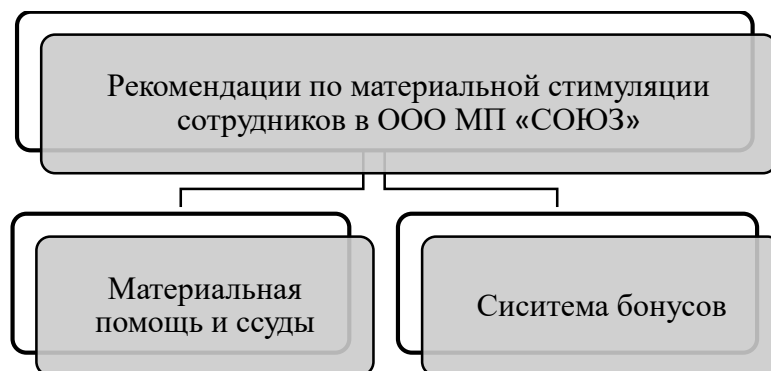 Рекомендации по материальной стимуляции
сотрудников в ООО МП «СОЮЗ»
Материальная
помощь и ссуды
Сиситема бонусов